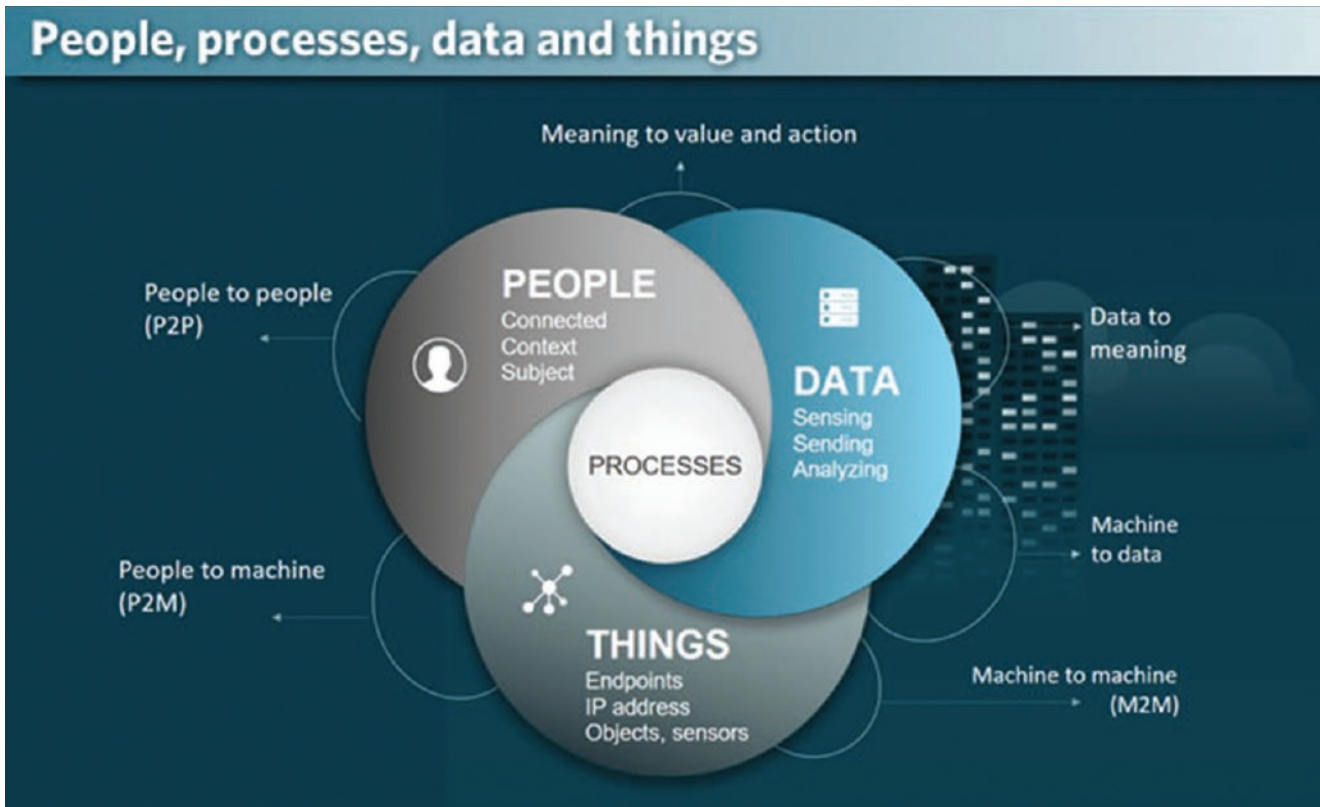 People, processes, data and things
Meaning to value and action
People to people
(P2P)
PEOPLE
Connected
Context
Subject
DATA
Sensing
Sending
Analyzing
Data to
meaning
PROCESSES
People to machine
(P2M)
Machine
to data
THINGS
Endpoints
IP address
Objects, sensors
Machine to machine
(M2M)